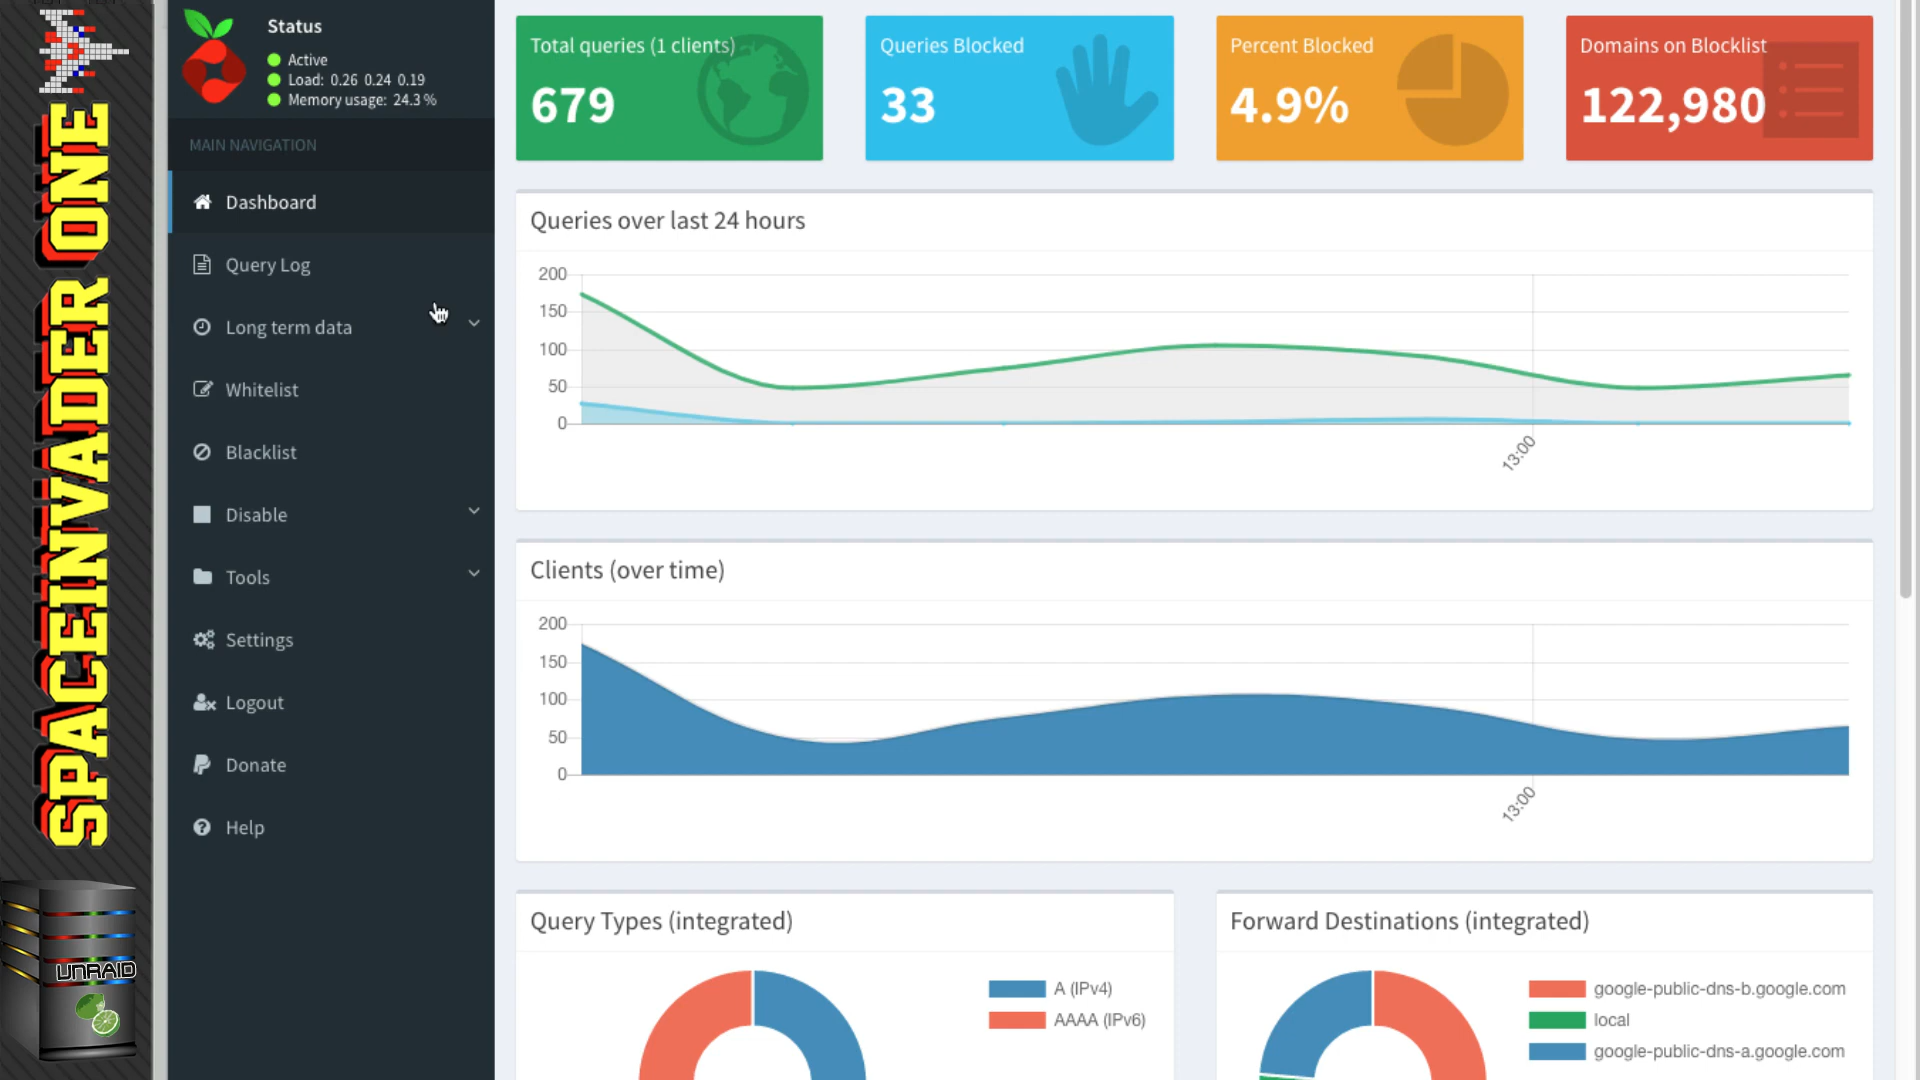 SPACEINVADER ONE
UNRAID
Status
Active
Load: 0.26 0.24 0.19
Memory usage: 24.3 %
MAIN NAVIGATION
Dashboard
Query Log
Long term data
Whitelist
Blacklist
Disable
Tools
Settings
Logout
Donate
Help
Total queries (1 clients)
679
Queries Blocked
33
Percent Blocked
4.9%
Domains on Blocklist
122,980
Queries over last 24 hours
200
150
100
50
0
13:00
Clients (over time)
200
150
100
50
0
13:00
Query Types (integrated)
A (IPv4)
AAAA (IPv6)
Forward Destinations (integrated)
google-public-dns-b.google.com
local
google-public-dns-a.google.com